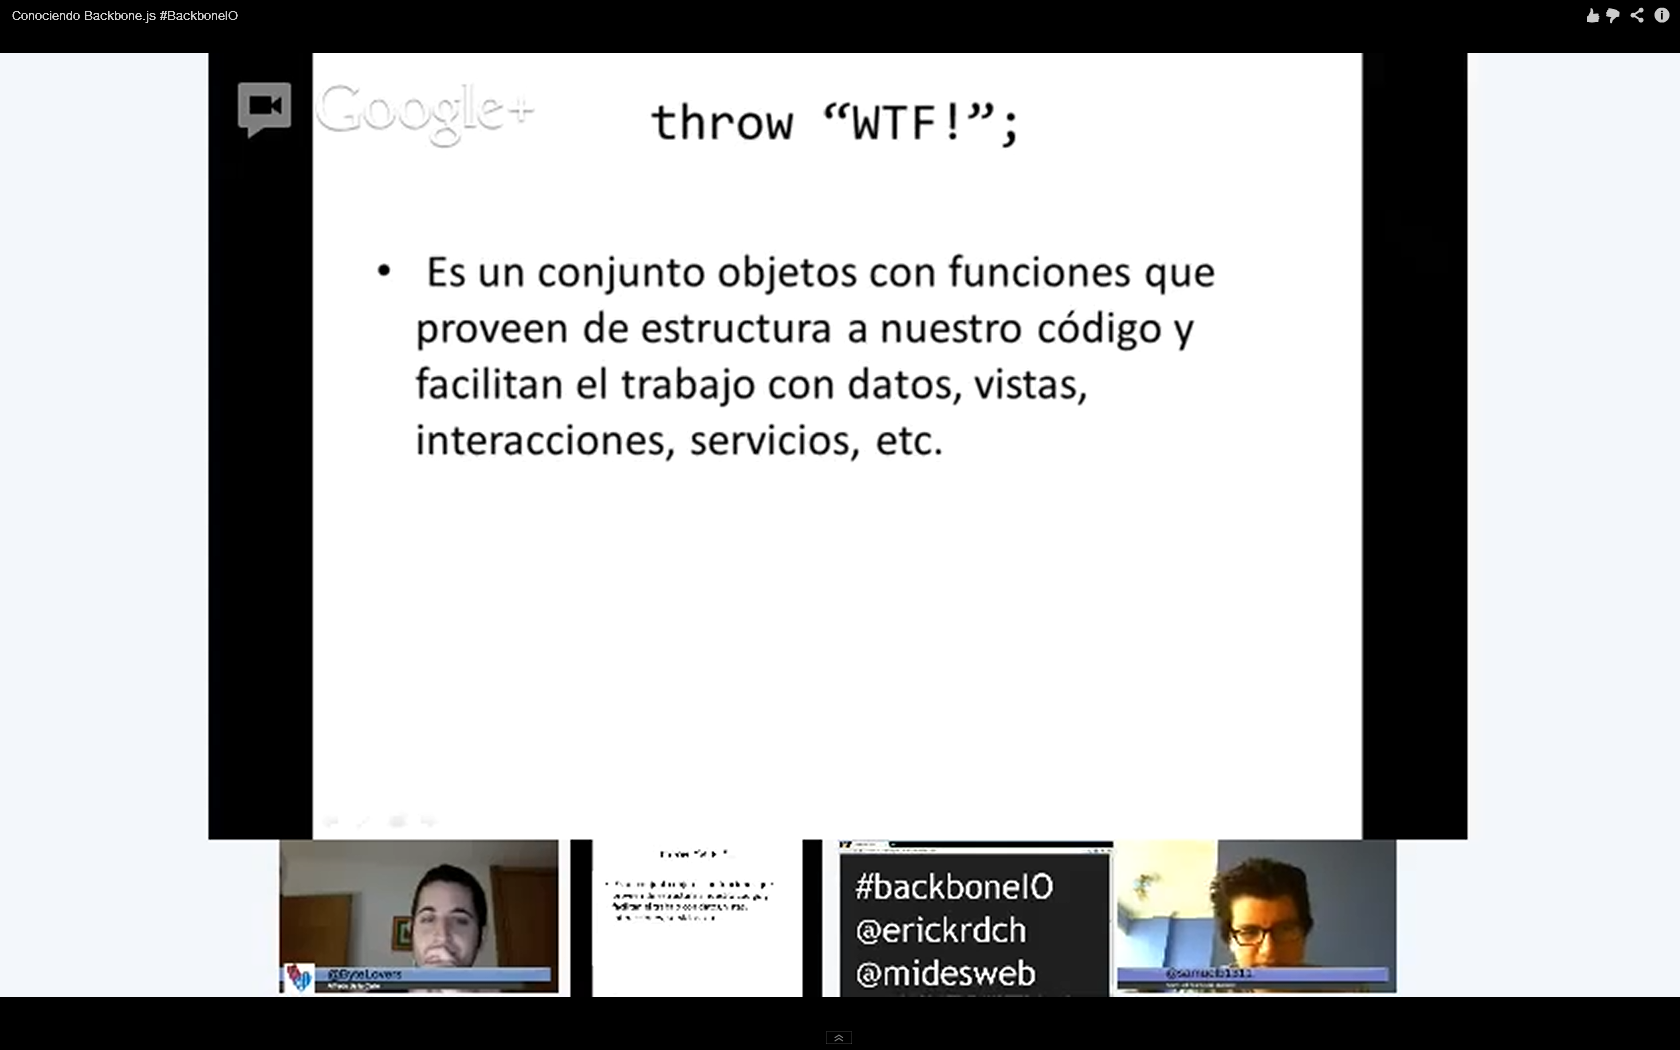 Conociendo Backbone.js #BackboneIO
Google+
throw “WTF!”;
• Es un conjunto objetos con funciones que
proveen de estructura a nuestro código y
facilitan el trabajo con datos, vistas,
interacciones, servicios, etc.
@ByteLovers
#backboneIO
@erickrdch
@midesweb
@samuelb1311